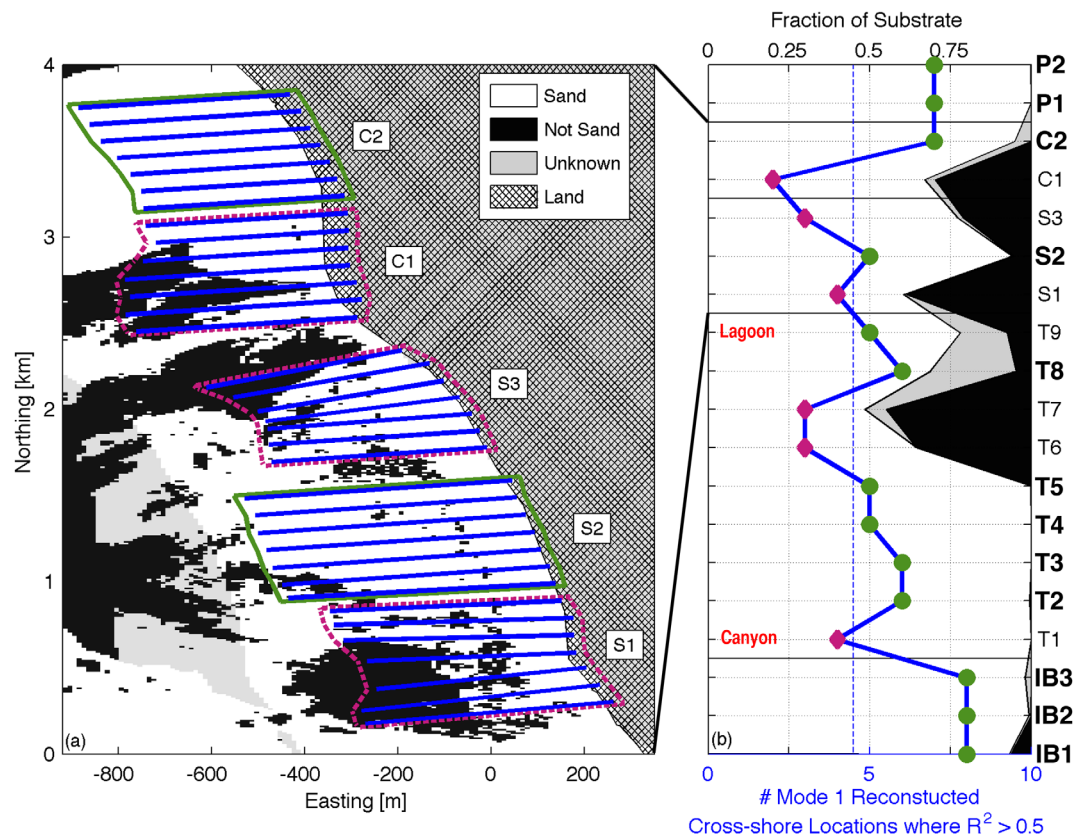 Fraction of Substrate
0 0.25 0.5 0.75
4
3
2
1
0
Northing [km]
-800 -600 -400 -200 0 200
Easting [m]
(a)
Sand
Not Sand
Unknown
Land
C2
C1
S3
S2
S1
P2
P1
C2
C1
S3
S2
S1
T9
T8
T7
T6
T5
T4
T3
T2
T1
IB3
IB2
IB1
Lagoon
Canyon
(b)
0 5 10
# Mode 1 Reconstucted
Cross-shore Locations where R² > 0.5